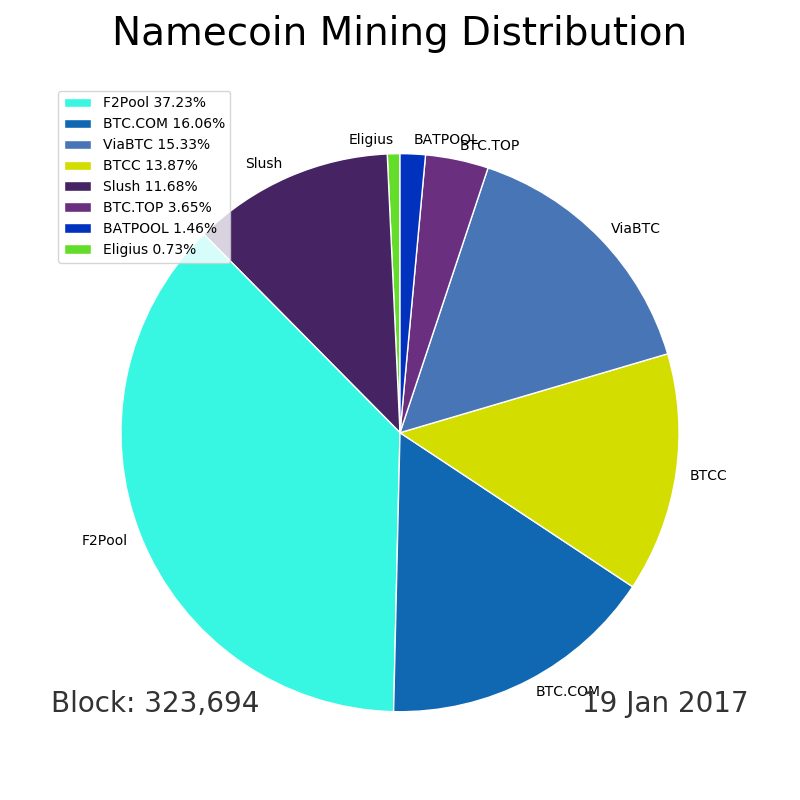 Namecoin Mining Distribution
F2Pool 37.23%
BTC.COM 16.06%
ViaBTC 15.33%
BTCC 13.87%
Slush 11.68%
BTC.TOP 3.65%
BATPOOL 1.46%
Eligius 0.73%
Eligius
BATPOOL
BTC.TOP
Slush
ViaBTC
BTCC
F2Pool
BTC.COM
Block: 323,694
19 Jan 2017